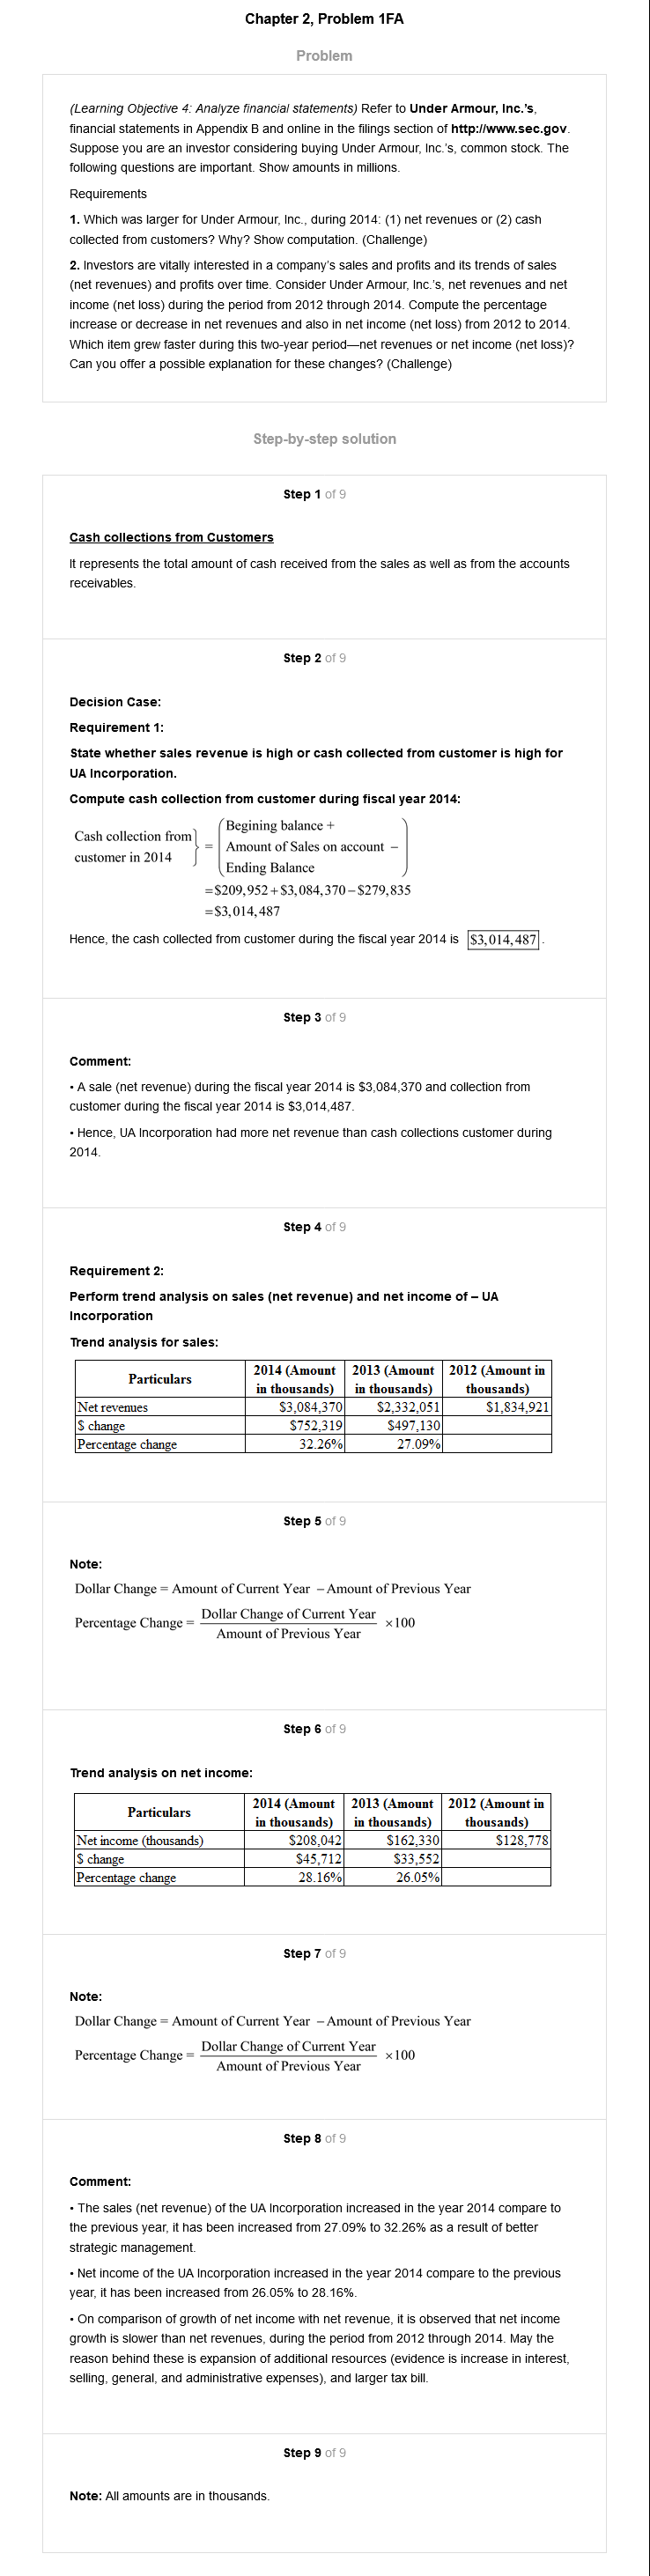 Chapter 2, Problem 1FA
Problem
(Learning Objective 4: Analyze financial statements) Refer to Under Armour, Inc.'s,
financial statements in Appendix B and online in the filings section of http://www.sec.gov.
Suppose you are an investor considering buying Under Armour, Inc.'s, common stock. The
following questions are important. Show amounts in millions.
Requirements
1. Which was larger for Under Armour, Inc., during 2014: (1) net revenues or (2) cash
collected from customers? Why? Show computation. (Challenge)
2. Investors are vitally interested in a company's sales and profits and its trends of sales
(net revenues) and profits over time. Consider Under Armour, Inc.'s, net revenues and net
income (net loss) during the period from 2012 through 2014. Compute the percentage
increase or decrease in net revenues and also in net income (net loss) from 2012 to 2014.
Which item grew faster during this two-year period—net revenues or net income (net loss)?
Can you offer a possible explanation for these changes? (Challenge)
Step-by-step solution
Step 1 of 9
Cash collections from Customers
It represents the total amount of cash received from the sales as well as from the accounts
receivables.
Step 2 of 9
Decision Case:
Requirement 1:
State whether sales revenue is high or cash collected from customer is high for
UA Incorporation.
Compute cash collection from customer during fiscal year 2014:
Cash collection from
customer in 2014 } = ( Begining balance +
Amount of Sales on account −
Ending Balance )
=$209,952+$3,084,370−$279,835
=$3,014,487
Hence, the cash collected from customer during the fiscal year 2014 is $3,014,487.
Step 3 of 9
Comment:
• A sale (net revenue) during the fiscal year 2014 is $3,084,370 and collection from
customer during the fiscal year 2014 is $3,014,487.
• Hence, UA Incorporation had more net revenue than cash collections customer during
2014.
Step 4 of 9
Requirement 2:
Perform trend analysis on sales (net revenue) and net income of – UA
Incorporation
Trend analysis for sales:
Particulars 2014 (Amount in thousands) 2013 (Amount in thousands) 2012 (Amount in thousands)
Net revenues $3,084,370 $2,332,051 $1,834,921
$ change $752,319 $497,130
Percentage change 32.26% 27.09%
Step 5 of 9
Note:
Dollar Change = Amount of Current Year − Amount of Previous Year
Percentage Change = Dollar Change of Current Year / Amount of Previous Year ×100
Step 6 of 9
Trend analysis on net income:
Particulars 2014 (Amount in thousands) 2013 (Amount in thousands) 2012 (Amount in thousands)
Net income (thousands) $208,042 $162,330 $128,778
$ change $45,712 $33,552
Percentage change 28.16% 26.05%
Step 7 of 9
Note:
Dollar Change = Amount of Current Year − Amount of Previous Year
Percentage Change = Dollar Change of Current Year / Amount of Previous Year ×100
Step 8 of 9
Comment:
• The sales (net revenue) of the UA Incorporation increased in the year 2014 compare to
the previous year, it has been increased from 27.09% to 32.26% as a result of better
strategic management.
• Net income of the UA Incorporation increased in the year 2014 compare to the previous
year, it has been increased from 26.05% to 28.16%.
• On comparison of growth of net income with net revenue, it is observed that net income
growth is slower than net revenues, during the period from 2012 through 2014. May the
reason behind these is expansion of additional resources (evidence is increase in interest,
selling, general, and administrative expenses), and larger tax bill.
Step 9 of 9
Note: All amounts are in thousands.